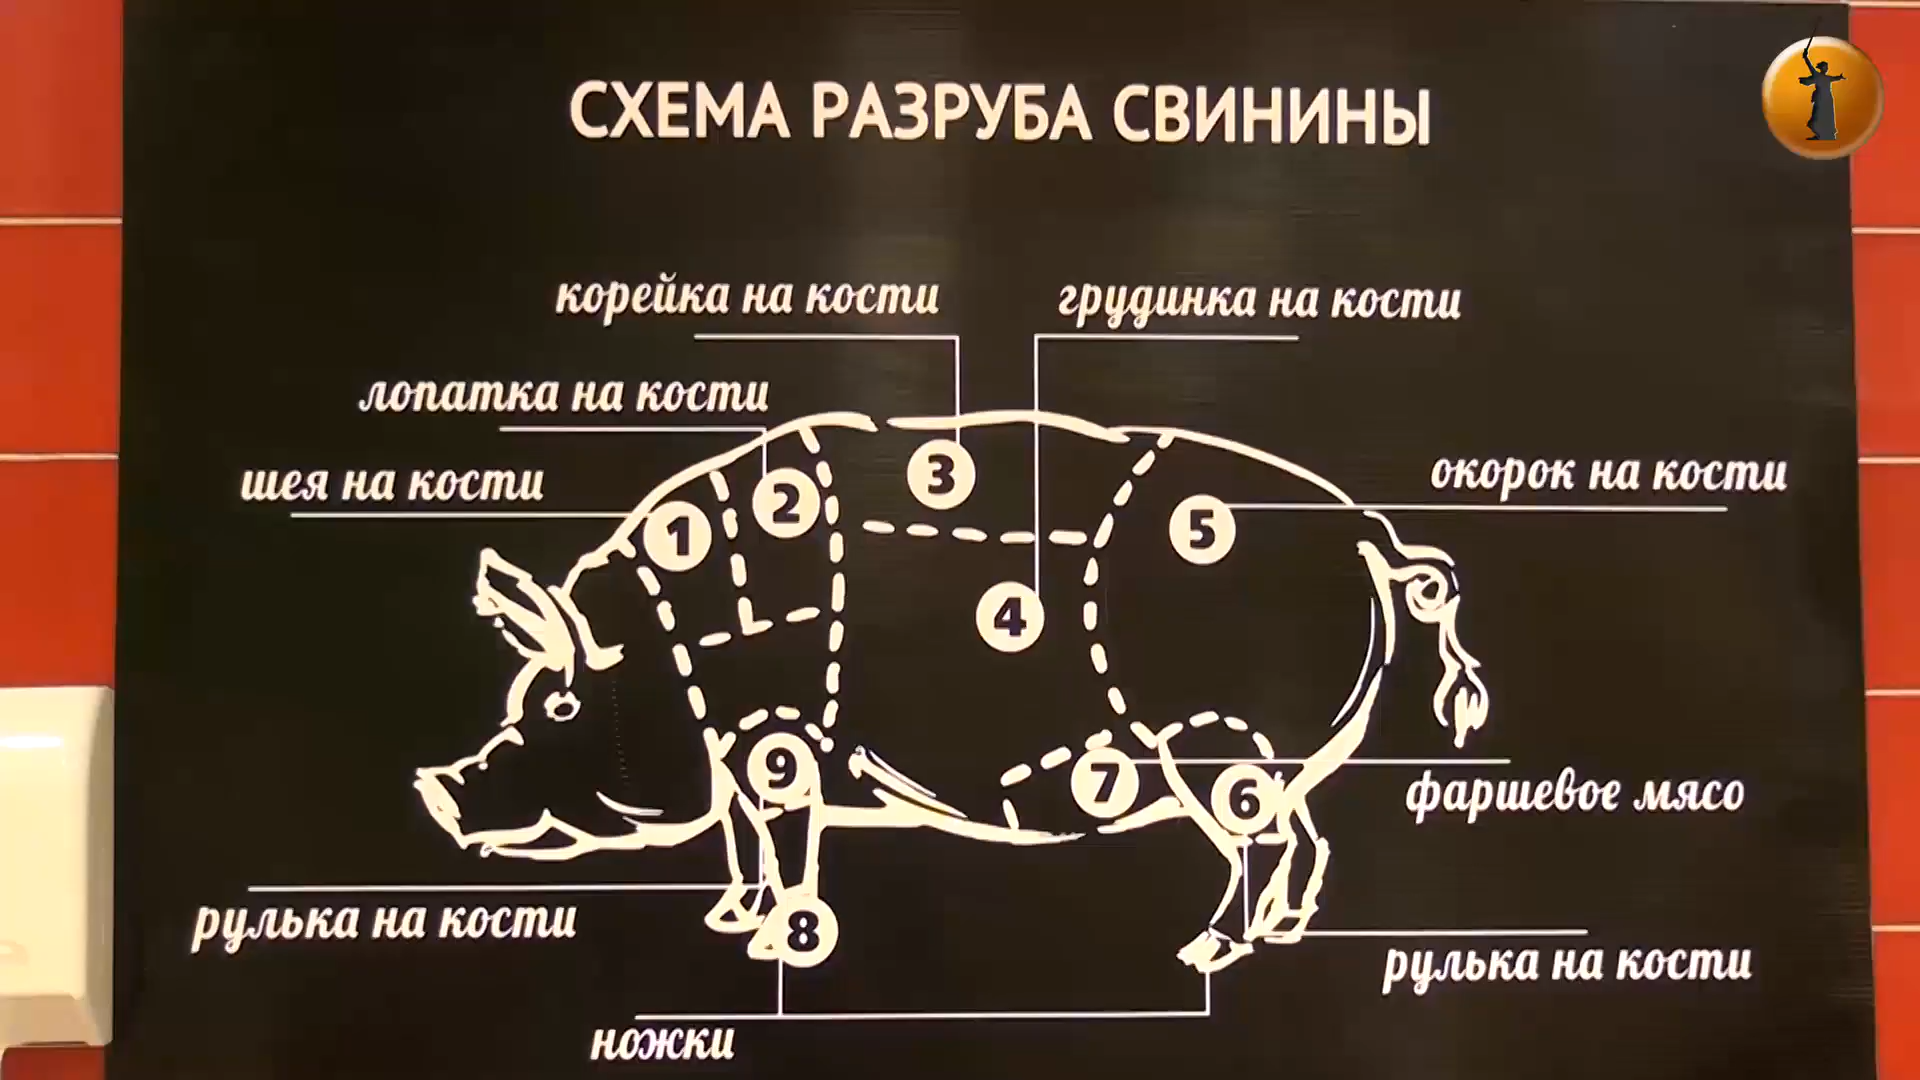 СХЕМА РАЗРУБА СВИНИНЫ
корейка на кости
грудинка на кости
лопатка на кости
шея на кости
окорок на кости
3
2
1
5
4
9
7
6
фаршевое мясо
рулька на кости
8
рулька на кости
ножки